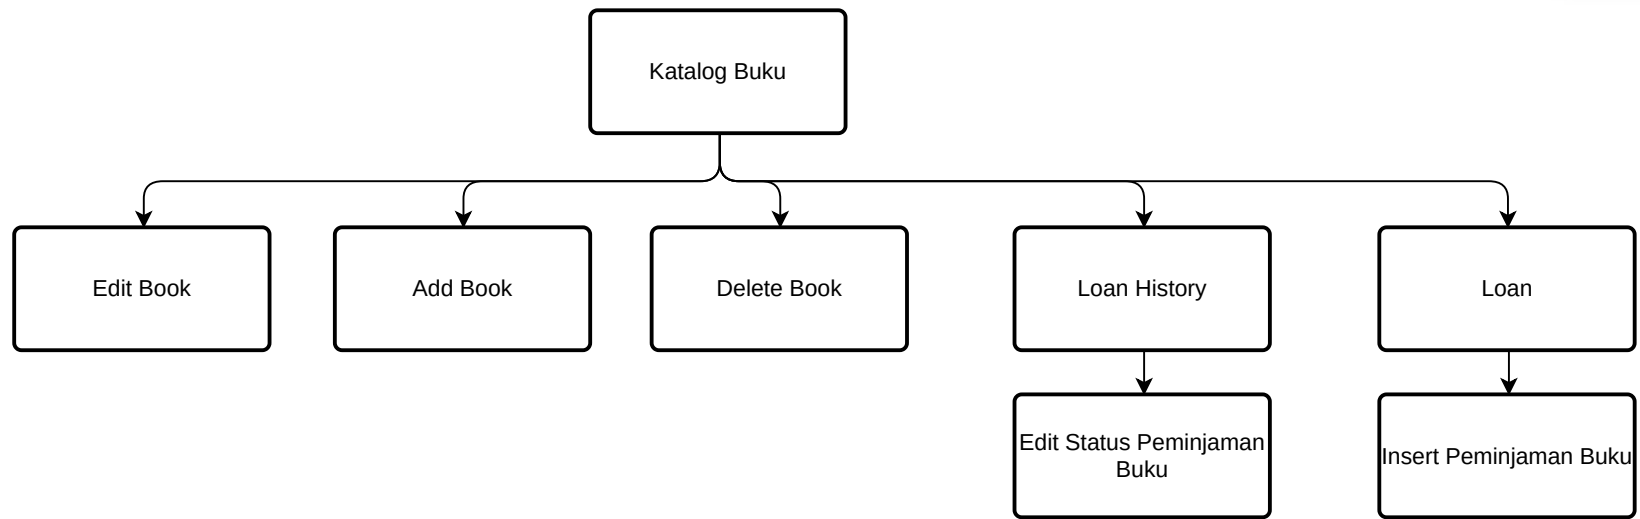 Katalog Buku
Edit Book
Add Book
Delete Book
Loan History
Loan
Edit Status Peminjaman
Buku
Insert Peminjaman Buku